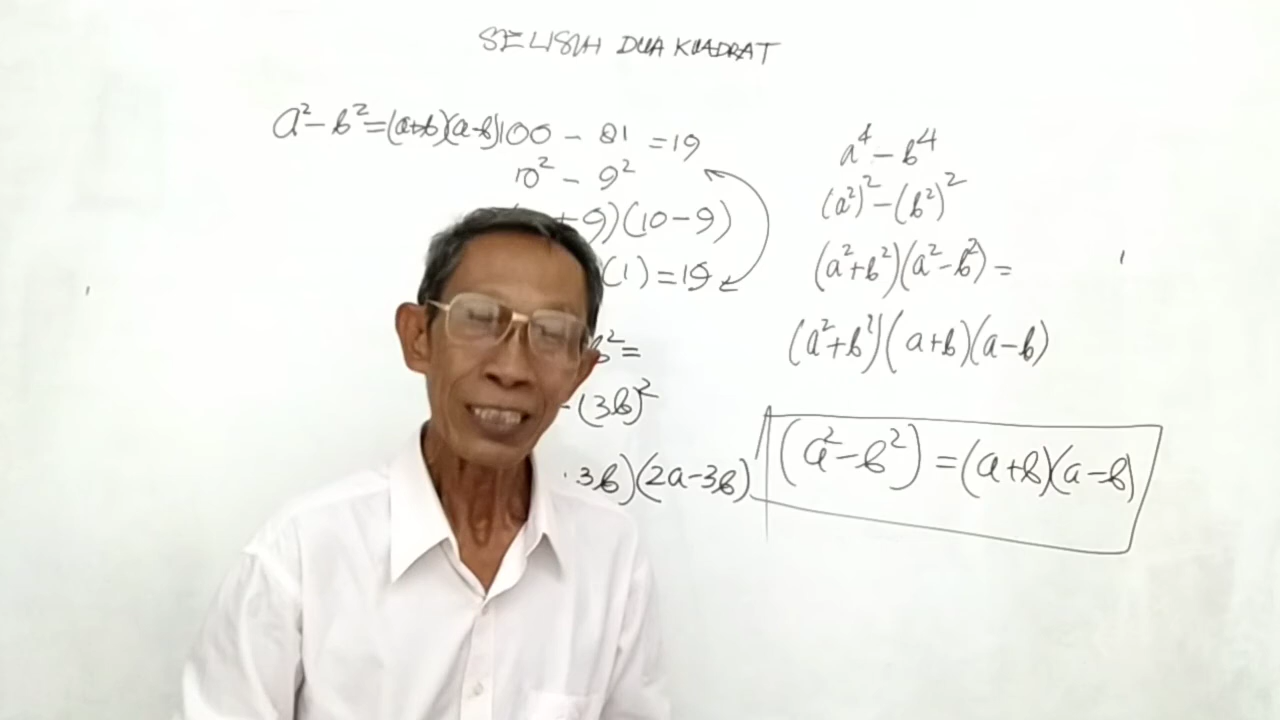 SELISIH DUA KUADRAT
a²-b²=(a+b)(a-b)
100 - 81 = 19
10² - 9²
+9)(10-9)
(1)=19
b²=
-(3b)²
3b)(2a-3b)
a⁴-b⁴
(a²)²-(b²)²
(a²+b²)(a²-b²)=
(a²+b²)(a+b)(a-b)
(a²-b²)=(a+b)(a-b)